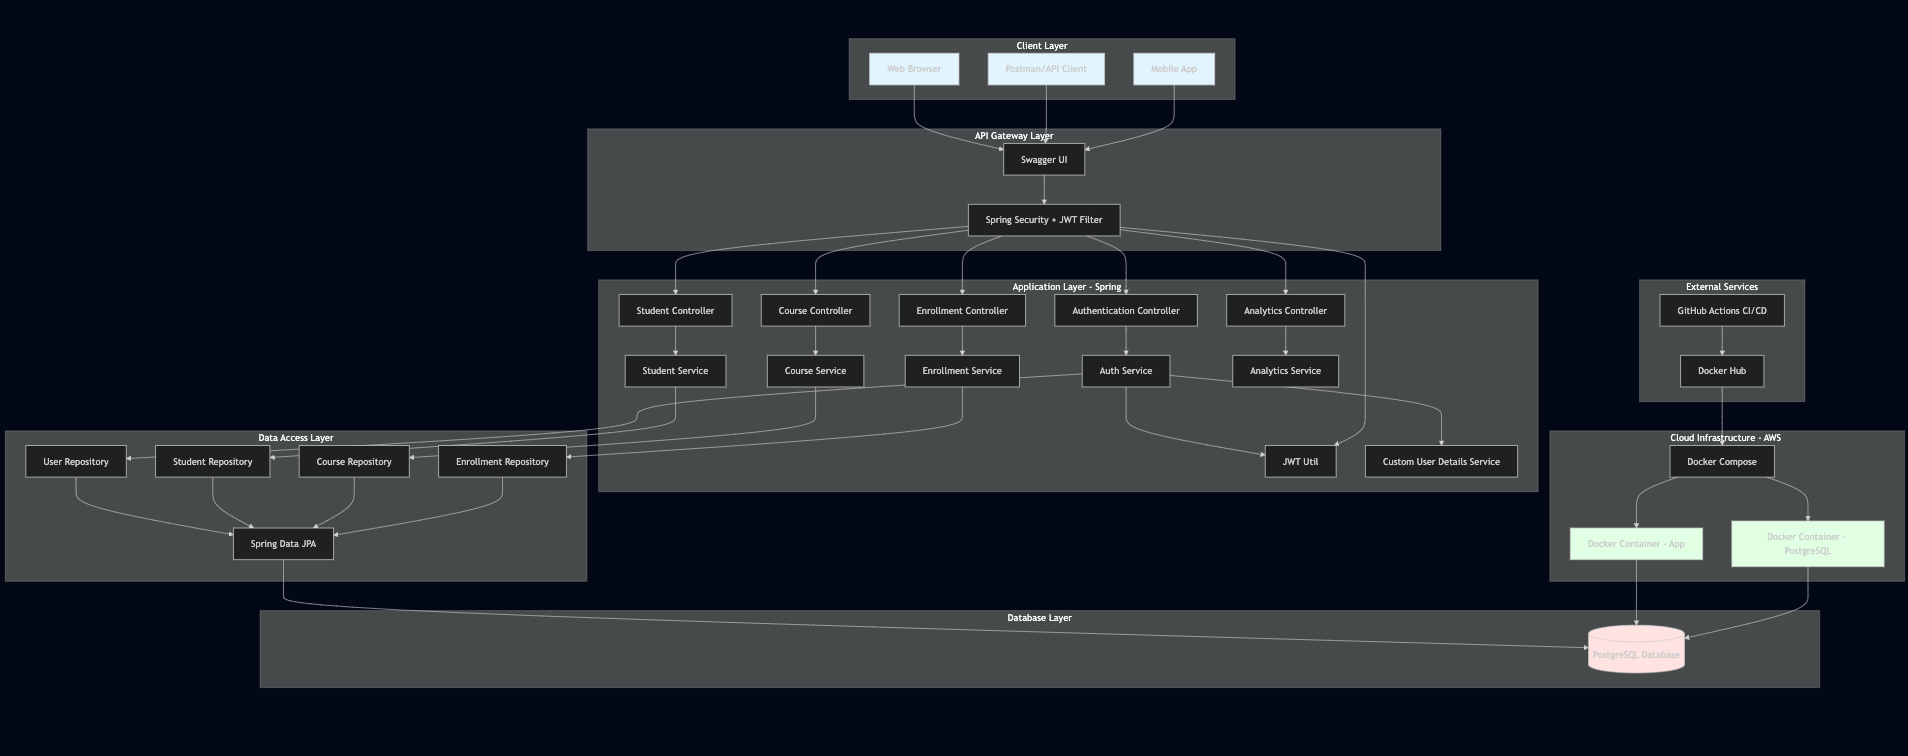 Client Layer
Web Browser
Postman/API Client
Mobile App
API Gateway Layer
Swagger UI
Spring Security + JWT Filter
Application Layer - Spring
Student Controller
Course Controller
Enrollment Controller
Authentication Controller
Analytics Controller
Student Service
Course Service
Enrollment Service
Auth Service
Analytics Service
JWT Util
Custom User Details Service
External Services
GitHub Actions CI/CD
Docker Hub
Data Access Layer
User Repository
Student Repository
Course Repository
Enrollment Repository
Spring Data JPA
Cloud Infrastructure - AWS
Docker Compose
Docker Container - App
Docker Container -
PostgreSQL
Database Layer
PostgreSQL Database